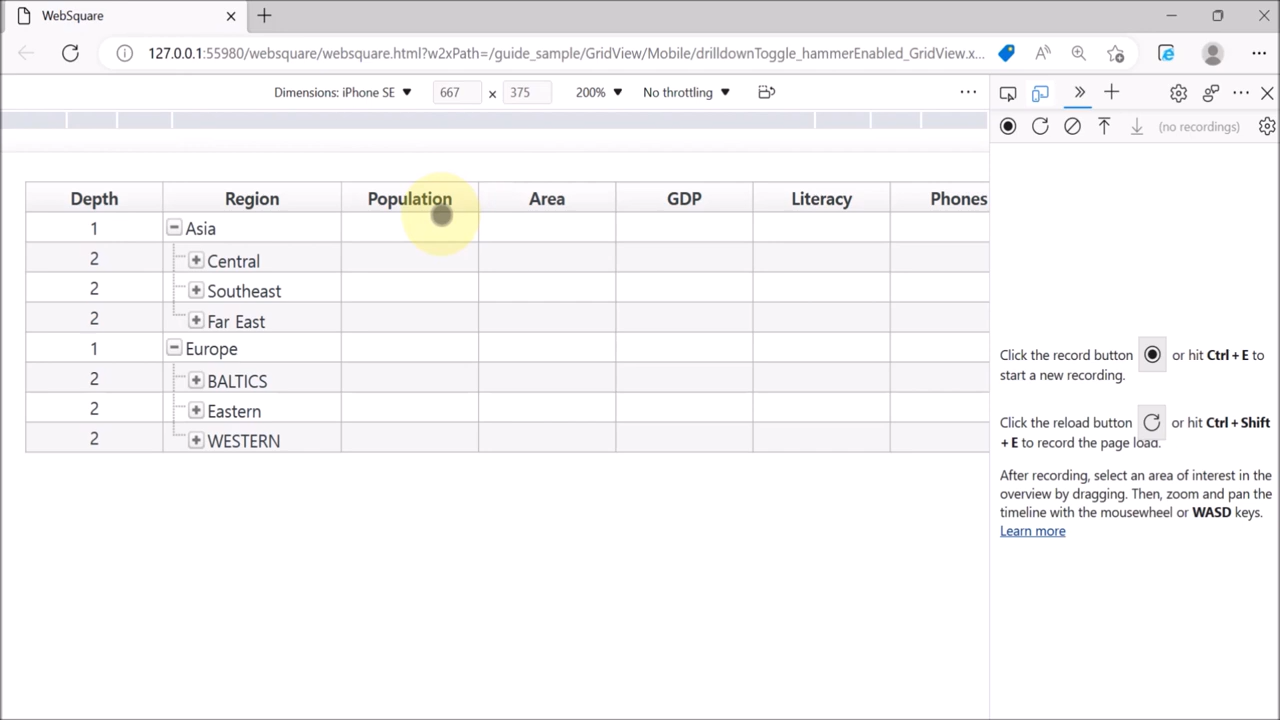 WebSquare
127.0.0.1:55980/websquare/websquare.html?w2xPath=/guide_sample/GridView/Mobile/drilldownToggle_hammerEnabled_GridView.x...
Dimensions: iPhone SE 667 x 375 200% No throttling
(no recordings)
Depth Region Population Area GDP Literacy Phones
1 Asia
2 Central
2 Southeast
2 Far East
1 Europe
2 BALTICS
2 Eastern
2 WESTERN
Click the record button or hit Ctrl + E to
start a new recording.
Click the reload button or hit Ctrl + Shift
+ E to record the page load.
After recording, select an area of interest in the
overview by dragging. Then, zoom and pan the
timeline with the mousewheel or WASD keys.
Learn more